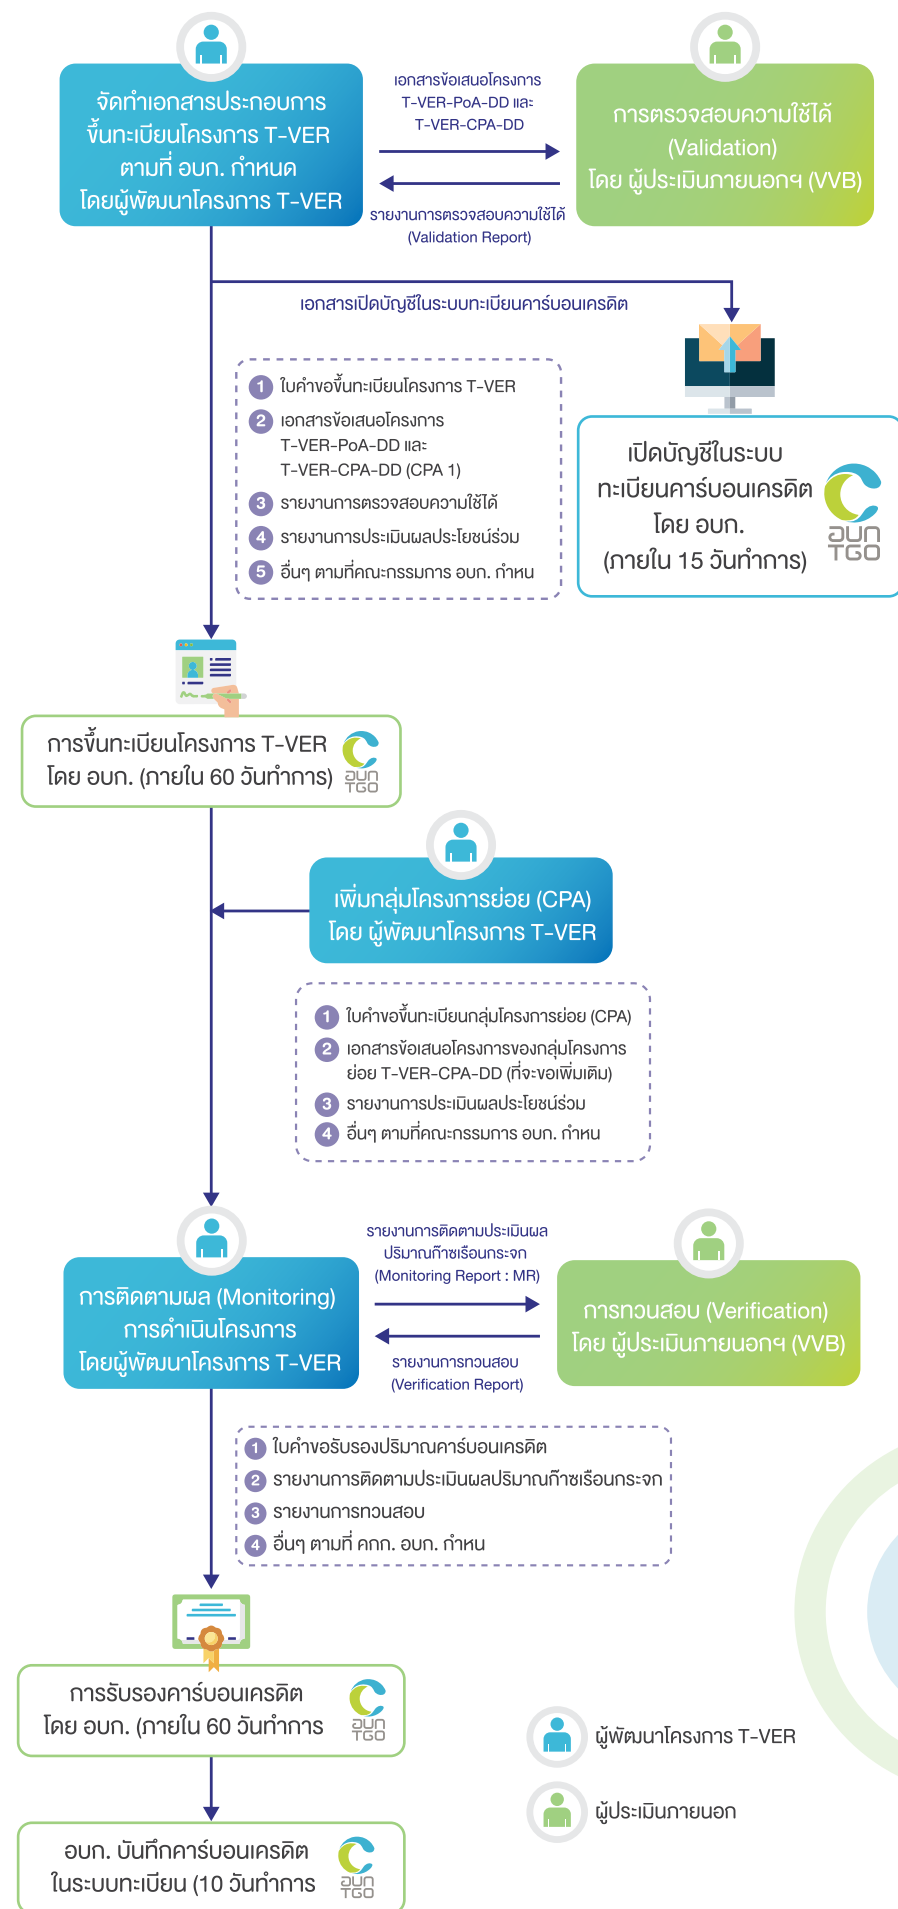 จัดทำเอกสารประกอบการ
ขึ้นทะเบียนโครงการ T-VER
ตามที่ อบก. กำหนด
โดยผู้พัฒนาโครงการ T-VER
เอกสารข้อเสนอโครงการ
T-VER-PoA-DD และ
T-VER-CPA-DD
รายงานการตรวจสอบความใช้ได้
(Validation Report)
การตรวจสอบความใช้ได้
(Validation)
โดย ผู้ประเมินภายนอกฯ (VVB)
เอกสารเปิดบัญชีในระบบทะเบียนคาร์บอนเครดิต
1 ใบคำขอขึ้นทะเบียนโครงการ T-VER
2 เอกสารข้อเสนอโครงการ
T-VER-PoA-DD และ
T-VER-CPA-DD (CPA 1)
3 รายงานการตรวจสอบความใช้ได้
4 รายงานการประเมินผลประโยชน์ร่วม
5 อื่นๆ ตามที่คณะกรรมการ อบก. กำหน
เปิดบัญชีในระบบ
ทะเบียนคาร์บอนเครดิต
โดย อบก.
(ภายใน 15 วันทำการ)
อบก
TGO
การขึ้นทะเบียนโครงการ T-VER
โดย อบก. (ภายใน 60 วันทำการ)
อบก
TGO
เพิ่มกลุ่มโครงการย่อย (CPA)
โดย ผู้พัฒนาโครงการ T-VER
1 ใบคำขอขึ้นทะเบียนกลุ่มโครงการย่อย (CPA)
2 เอกสารข้อเสนอโครงการของกลุ่มโครงการ
ย่อย T-VER-CPA-DD (ที่จะขอเพิ่มเติม)
3 รายงานการประเมินผลประโยชน์ร่วม
4 อื่นๆ ตามที่คณะกรรมการ อบก. กำหน
การติดตามผล (Monitoring)
การดำเนินโครงการ
โดยผู้พัฒนาโครงการ T-VER
รายงานการติดตามประเมินผล
ปริมาณก๊าซเรือนกระจก
(Monitoring Report : MR)
รายงานการทวนสอบ
(Verification Report)
การทวนสอบ (Verification)
โดย ผู้ประเมินภายนอกฯ (VVB)
1 ใบคำขอรับรองปริมาณคาร์บอนเครดิต
2 รายงานการติดตามประเมินผลปริมาณก๊าซเรือนกระจก
3 รายงานการทวนสอบ
4 อื่นๆ ตามที่ คกก. อบก. กำหน
การรับรองคาร์บอนเครดิต
โดย อบก. (ภายใน 60 วันทำการ
อบก
TGO
ผู้พัฒนาโครงการ T-VER
ผู้ประเมินภายนอก
อบก. บันทึกคาร์บอนเครดิต
ในระบบทะเบียน (10 วันทำการ
อบก
TGO